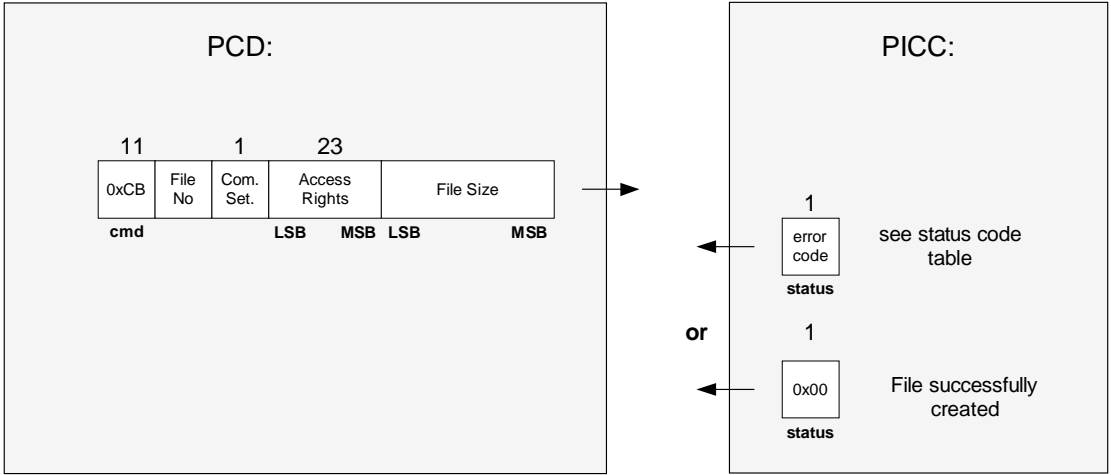 PCD:
11 1 23
0xCB File No Com. Set. Access Rights File Size
cmd LSB MSB LSB MSB
PICC:
1
error
code
status
see status code
table
or
1
0x00
status
File successfully
created